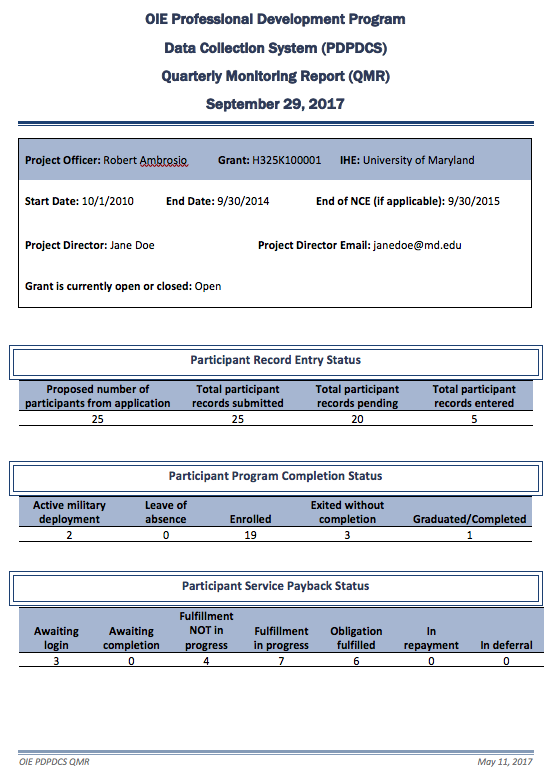 OIE Professional Development Program
Data Collection System (PDPDCS)
Quarterly Monitoring Report (QMR)
September 29, 2017
Project Officer: Robert Ambrosio Grant: H325K100001 IHE: University of Maryland
Start Date: 10/1/2010 End Date: 9/30/2014 End of NCE (if applicable): 9/30/2015
Project Director: Jane Doe Project Director Email: janedoe@md.edu
Grant is currently open or closed: Open
Participant Record Entry Status
Proposed number of Total participant Total participant Total participant
participants from application records submitted records pending records entered
25 25 20 5
Participant Program Completion Status
Active military Leave of Exited without
deployment absence Enrolled completion Graduated/Completed
2 0 19 3 1
Participant Service Payback Status
Fulfillment
Awaiting Awaiting NOT in Fulfillment Obligation In
login completion progress in progress fulfilled repayment In deferral
3 0 4 7 6 0 0
OIE PDPDCS QMR May 11, 2017